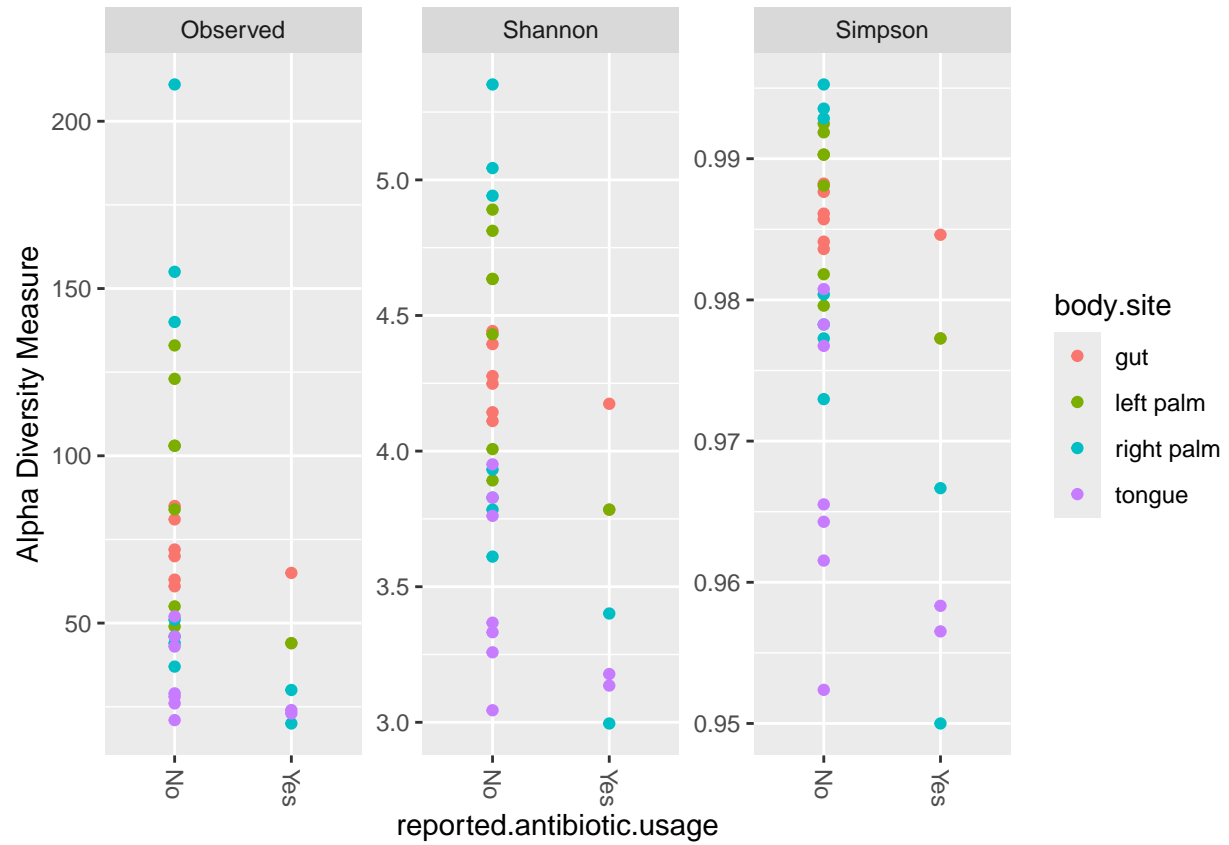 Observed
Shannon
Simpson
Alpha Diversity Measure
200
150
100
50
5.0
4.5
4.0
3.5
3.0
0.99
0.98
0.97
0.96
0.95
No
Yes
No
Yes
No
Yes
reported.antibiotic.usage
body.site
gut
left palm
right palm
tongue